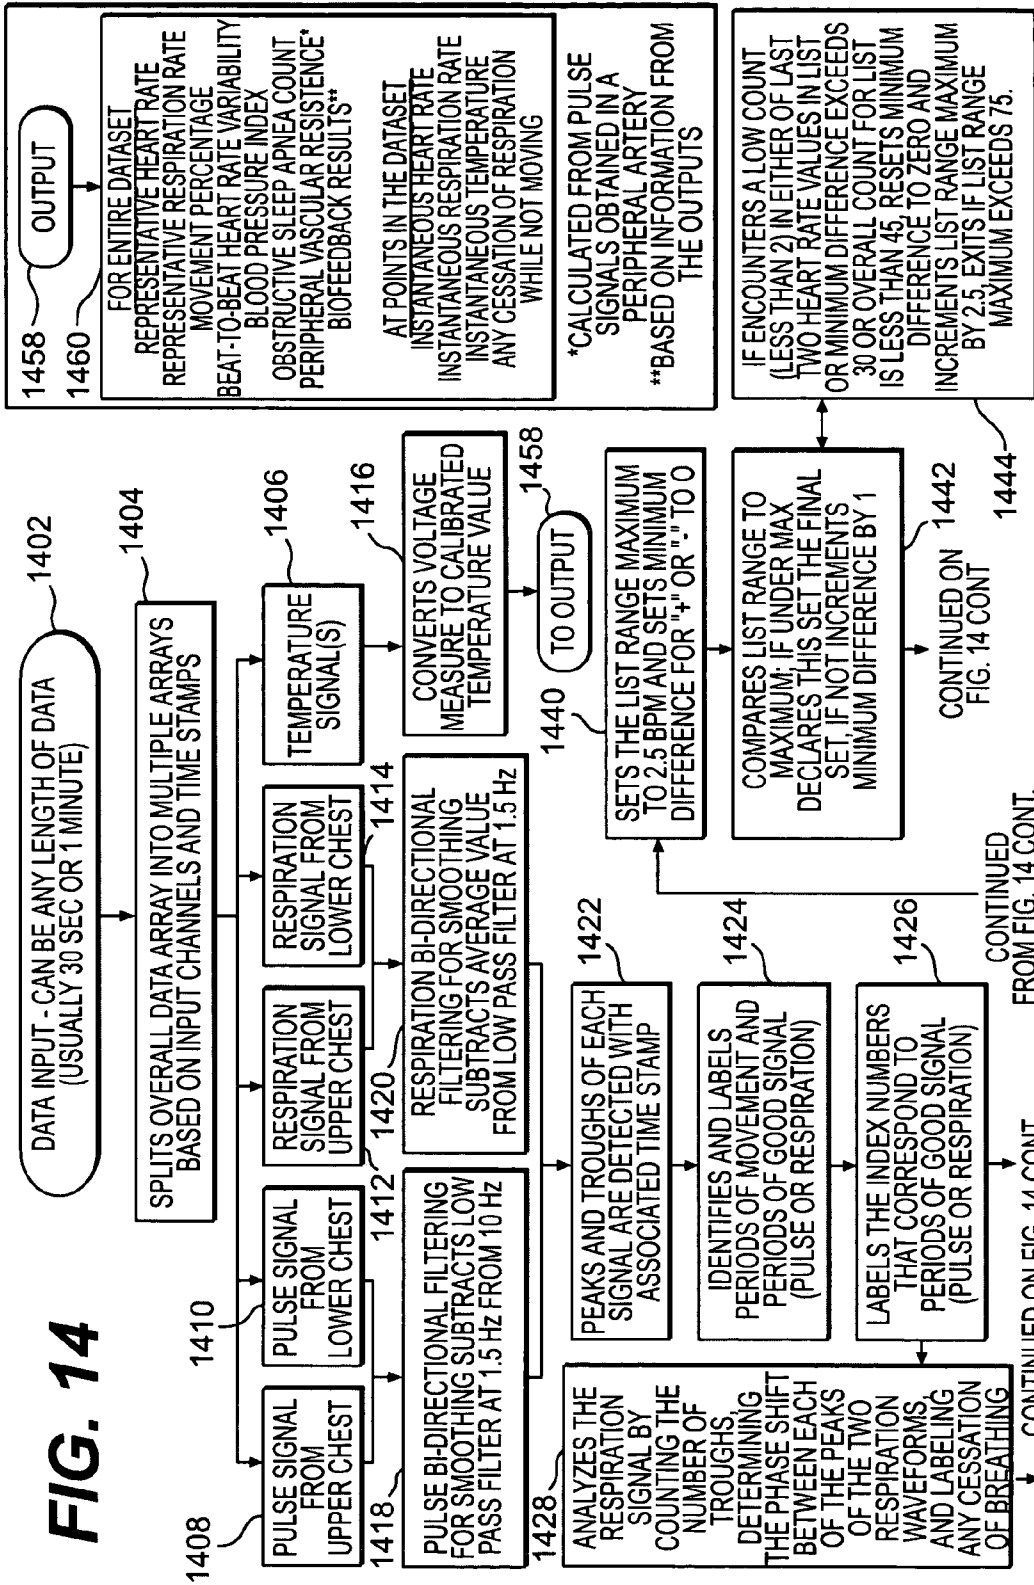 FIG. 14
DATA INPUT - CAN BE ANY LENGTH OF DATA
(USUALLY 30 SEC OR 1 MINUTE)
1402
SPLITS OVERALL DATA ARRAY INTO MULTIPLE ARRAYS
BASED ON INPUT CHANNELS AND TIME STAMPS
1404
1408
PULSE SIGNAL
FROM
UPPER CHEST
1410
PULSE SIGNAL
FROM
LOWER CHEST
1412
RESPIRATION
SIGNAL FROM
UPPER CHEST
RESPIRATION
SIGNAL FROM
LOWER CHEST
1414
TEMPERATURE
SIGNAL(S)
1406
1418
PULSE BI-DIRECTIONAL FILTERING
FOR SMOOTHING SUBTRACTS LOW
PASS FILTER AT 1.5 Hz FROM 10 Hz
1420
RESPIRATION BI-DIRECTIONAL
FILTERING FOR SMOOTHING
SUBTRACTS AVERAGE VALUE
FROM LOW PASS FILTER AT 1.5 Hz
CONVERTS VOLTAGE
MEASURE TO CALIBRATED
TEMPERATURE VALUE
1416
TO OUTPUT
1458
PEAKS AND TROUGHS OF EACH
SIGNAL ARE DETECTED WITH
ASSOCIATED TIME STAMP
1422
IDENTIFIES AND LABELS
PERIODS OF MOVEMENT AND
PERIODS OF GOOD SIGNAL
(PULSE OR RESPIRATION)
1424
LABELS THE INDEX NUMBERS
THAT CORRESPOND TO
PERIODS OF GOOD SIGNAL
(PULSE OR RESPIRATION)
1426
1428
ANALYZES THE
RESPIRATION
SIGNAL BY
COUNTING THE
NUMBER OF
TROUGHS,
DETERMINING
THE PHASE SHIFT
BETWEEN EACH
OF THE PEAKS
OF THE TWO
RESPIRATION
WAVEFORMS,
AND LABELING
ANY CESSATION
OF BREATHING
CONTINUED ON FIG. 14 CONT.
CONTINUED
FROM FIG. 14 CONT.
1440
SETS THE LIST RANGE MAXIMUM
TO 2.5 BPM AND SETS MINIMUM
DIFFERENCE FOR "+" OR "-" TO 0
COMPARES LIST RANGE TO
MAXIMUM; IF UNDER MAX
DECLARES THIS SET THE FINAL
SET, IF NOT INCREMENTS
MINIMUM DIFFERENCE BY 1
1442
CONTINUED ON
FIG. 14 CONT
IF ENCOUNTERS A LOW COUNT
(LESS THAN 2) IN EITHER OF LAST
TWO HEART RATE VALUES IN LIST
OR MINIMUM DIFFERENCE EXCEEDS
30 OR OVERALL COUNT FOR LIST
IS LESS THAN 45, RESETS MINIMUM
DIFFERENCE TO ZERO AND
INCREMENTS LIST RANGE MAXIMUM
BY 2.5. EXITS IF LIST RANGE
MAXIMUM EXCEEDS 75.
1444
1458
OUTPUT
1460
FOR ENTIRE DATASET
REPRESENTATIVE HEART RATE
REPRESENTATIVE RESPIRATION RATE
MOVEMENT PERCENTAGE
BEAT-TO-BEAT HEART RATE VARIABILITY
BLOOD PRESSURE INDEX
OBSTRUCTIVE SLEEP APNEA COUNT
PERIPHERAL VASCULAR RESISTENCE*
BIOFEEDBACK RESULTS**
AT POINTS IN THE DATASET
INSTANTANEOUS HEART RATE
INSTANTANEOUS RESPIRATION RATE
INSTANTANEOUS TEMPERATURE
ANY CESSATION OF RESPIRATION
WHILE NOT MOVING
*CALCULATED FROM PULSE
SIGNALS OBTAINED IN A
PERIPHERAL ARTERY
**BASED ON INFORMATION FROM
THE OUTPUTS